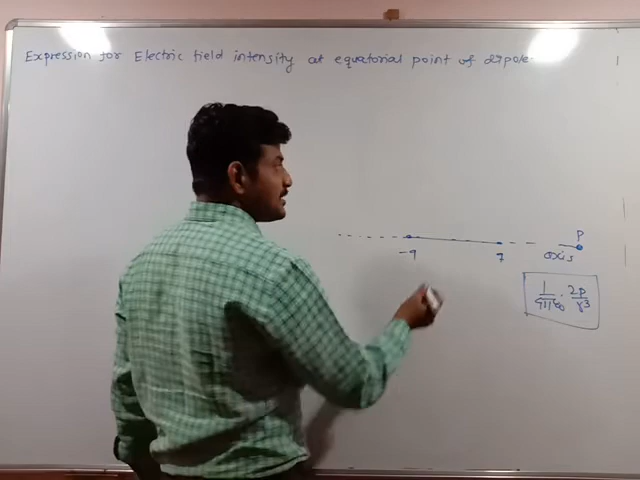 Expression for Electric field intensity at equatorial point of dipole
P
-q
q
axis
1/4πε₀ · 2P/r³